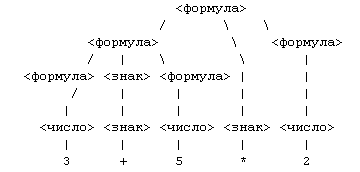 <формула>
<формула> <формула>
<формула> <знак> <формула>
<число> <знак> <число> <знак> <число>
3 + 5 * 2